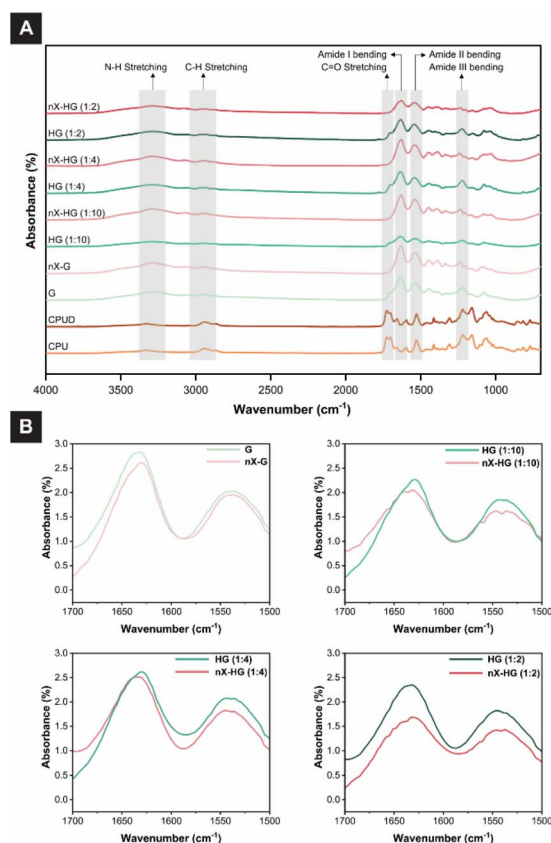 A
Amide I bending
Amide II bending
N-H Stretching
C-H Stretching
C=O Stretching
Amide III bending
Absorbance (%)
nX-HG (1:2)
HG (1:2)
nX-HG (1:4)
HG (1:4)
nX-HG (1:10)
HG (1:10)
nX-G
G
CPUD
CPU
4000 3500 3000 2500 2000 1500 1000
Wavenumber (cm⁻¹)
B
G
nX-G
Absorbance (%)
3.0
2.5
2.0
1.5
1.0
0.5
0.0
1700 1650 1600 1550 1500
Wavenumber (cm⁻¹)
HG (1:10)
nX-HG (1:10)
Absorbance (%)
3.0
2.5
2.0
1.5
1.0
0.5
0.0
1700 1650 1600 1550 1500
Wavenumber (cm⁻¹)
HG (1:4)
nX-HG (1:4)
Absorbance (%)
3.0
2.5
2.0
1.5
1.0
0.5
0.0
1700 1650 1600 1550 1500
Wavenumber (cm⁻¹)
HG (1:2)
nX-HG (1:2)
Absorbance (%)
3.0
2.5
2.0
1.5
1.0
0.5
0.0
1700 1650 1600 1550 1500
Wavenumber (cm⁻¹)